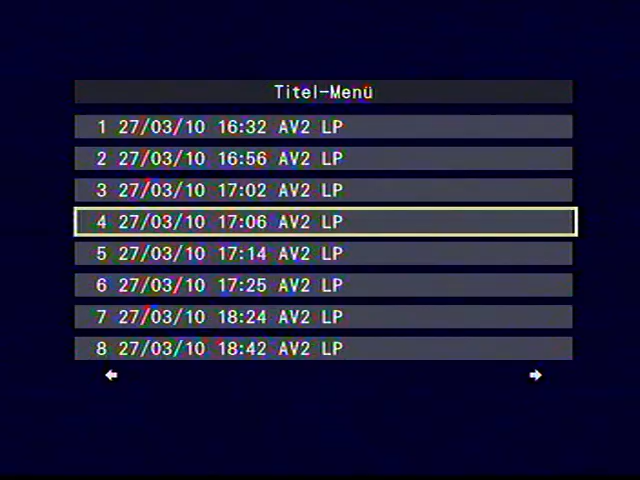 Titel-Menü
1 27/03/10 16:32 AV2 LP
2 27/03/10 16:56 AV2 LP
3 27/03/10 17:02 AV2 LP
4 27/03/10 17:06 AV2 LP
5 27/03/10 17:14 AV2 LP
6 27/03/10 17:25 AV2 LP
7 27/03/10 18:24 AV2 LP
8 27/03/10 18:42 AV2 LP